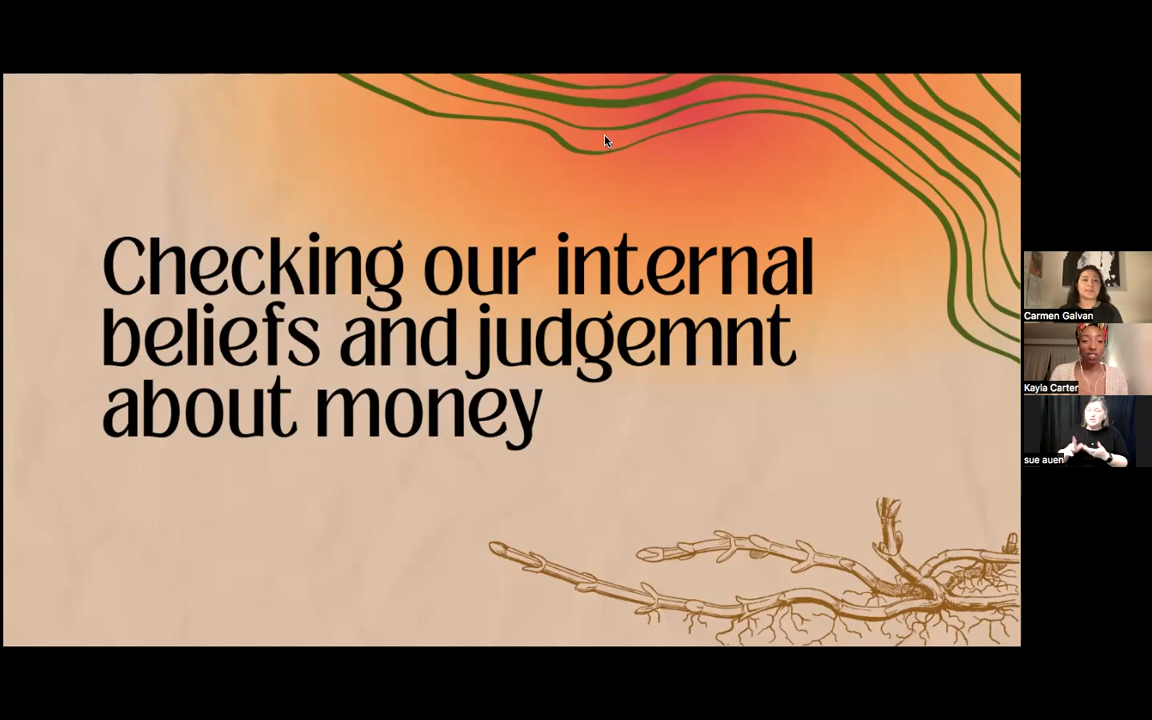 Checking our internal
beliefs and judgemnt
about money
Carmen Galvan
Kayla Carter
sue auen